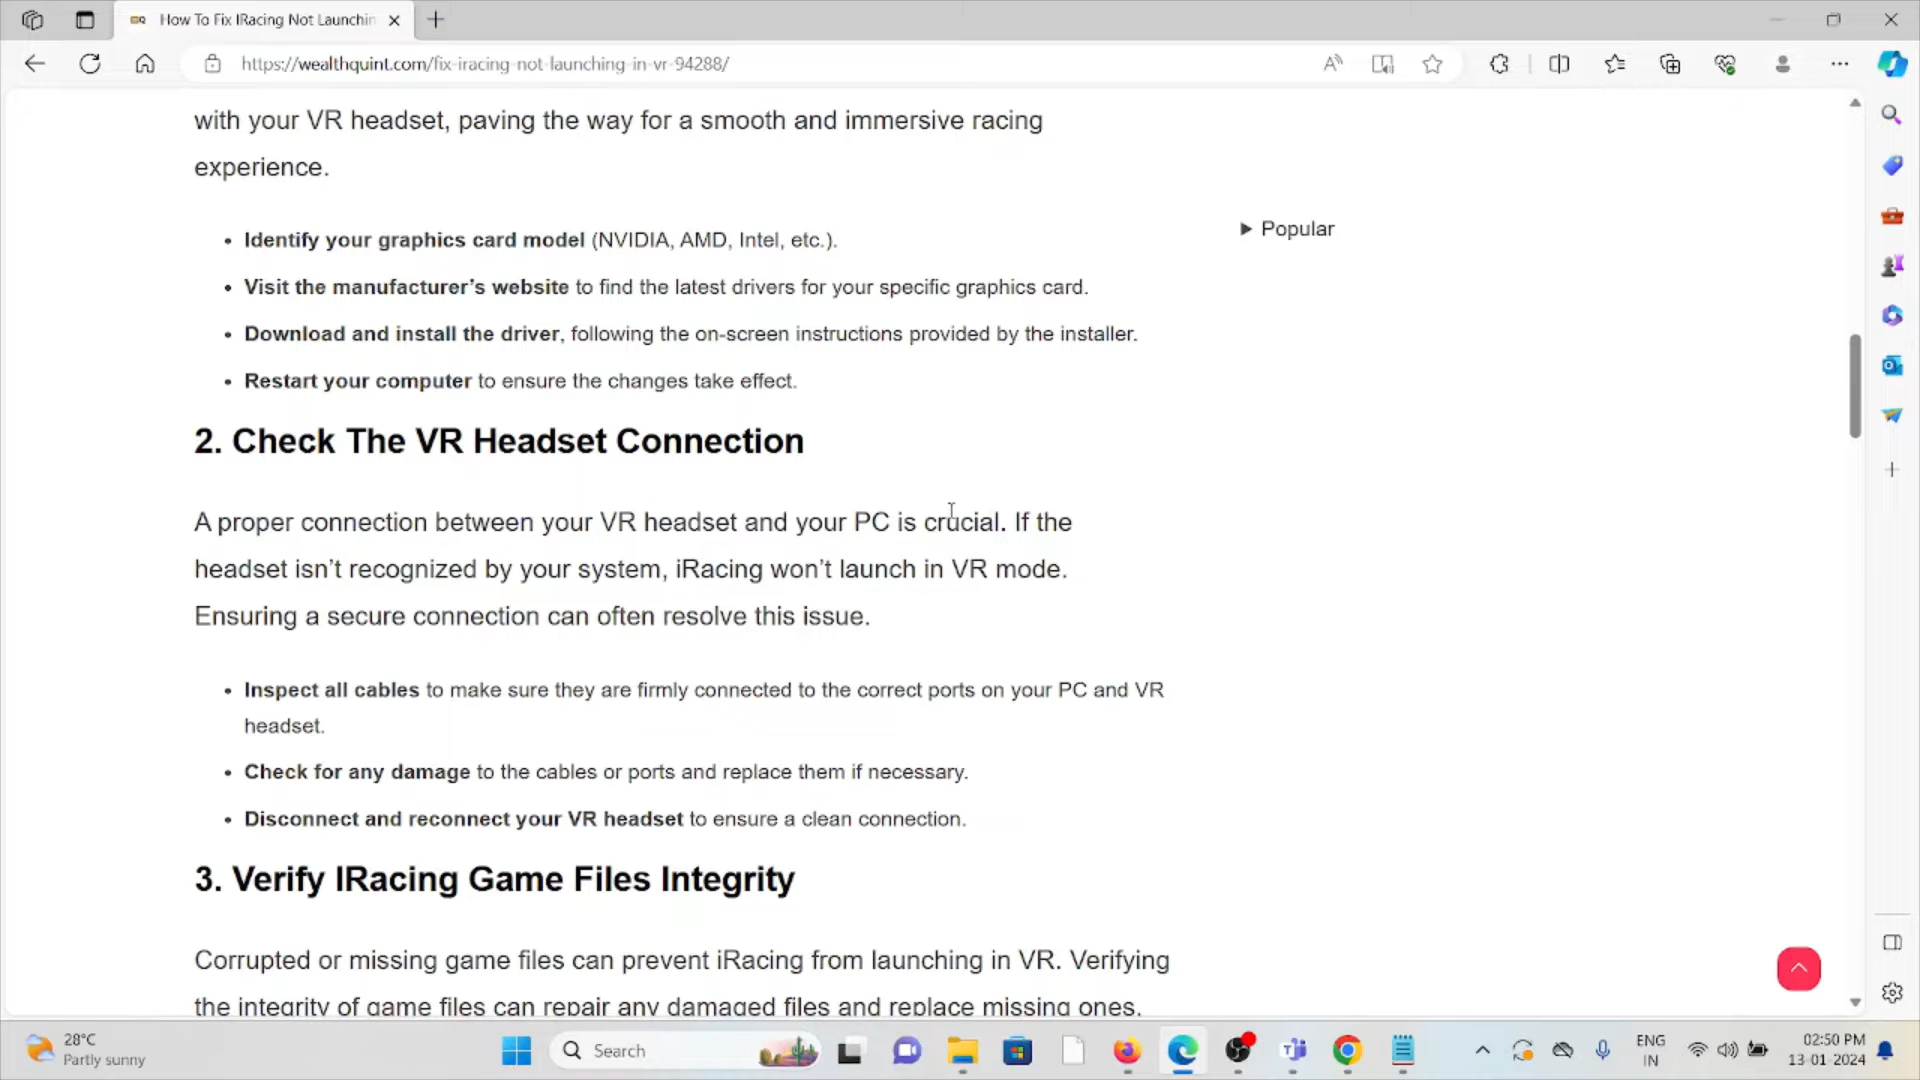 How To Fix IRacing Not Launchin
https://wealthquint.com/fix-iracing-not-launching-in-vr-94288/
with your VR headset, paving the way for a smooth and immersive racing
experience.
Popular
Identify your graphics card model (NVIDIA, AMD, Intel, etc.).
Visit the manufacturer’s website to find the latest drivers for your specific graphics card.
Download and install the driver, following the on-screen instructions provided by the installer.
Restart your computer to ensure the changes take effect.
2. Check The VR Headset Connection
A proper connection between your VR headset and your PC is crucial. If the
headset isn’t recognized by your system, iRacing won’t launch in VR mode.
Ensuring a secure connection can often resolve this issue.
Inspect all cables to make sure they are firmly connected to the correct ports on your PC and VR
headset.
Check for any damage to the cables or ports and replace them if necessary.
Disconnect and reconnect your VR headset to ensure a clean connection.
3. Verify IRacing Game Files Integrity
Corrupted or missing game files can prevent iRacing from launching in VR. Verifying
the integrity of game files can repair any damaged files and replace missing ones.
28°C
Partly sunny
Search
ENG
IN
02:50 PM
13-01-2024